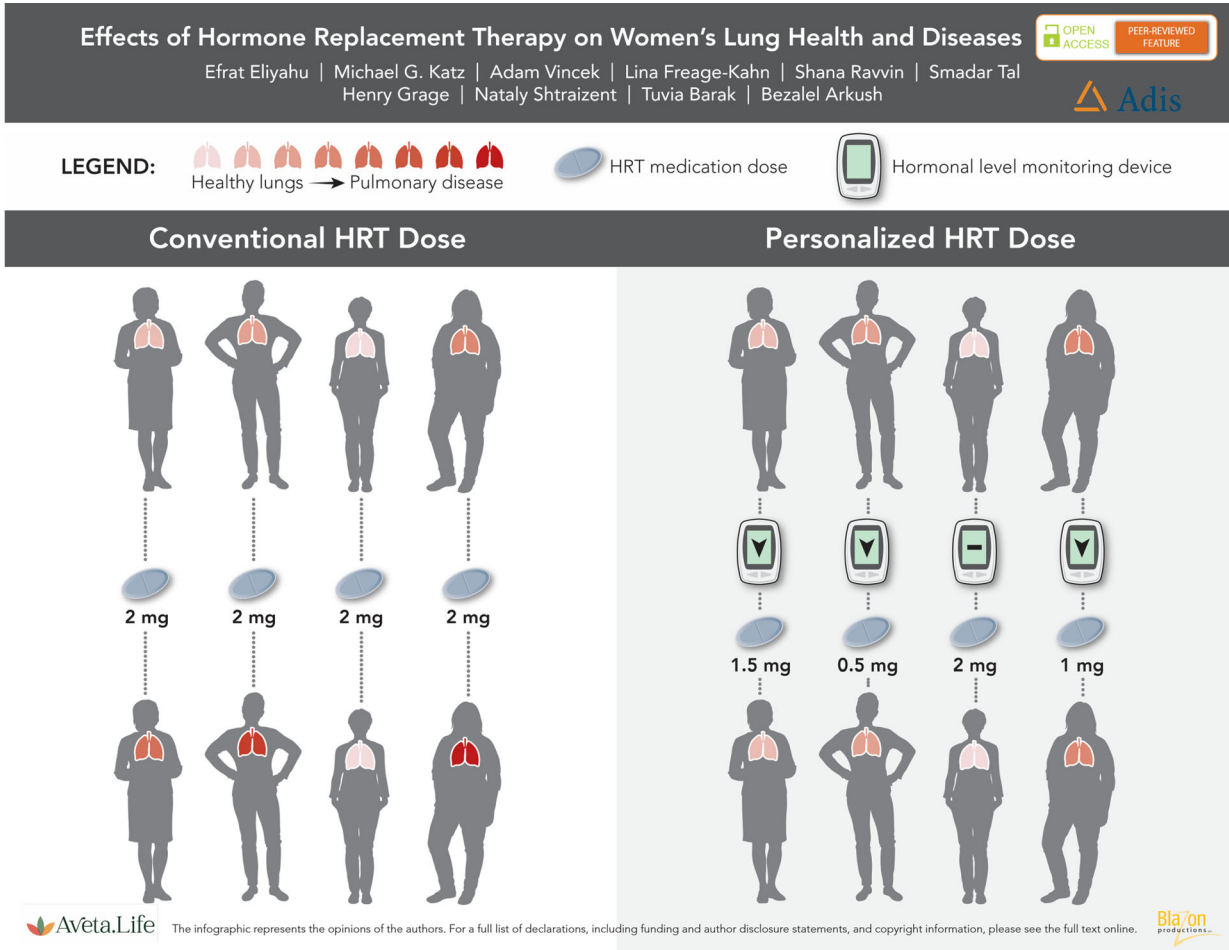 Effects of Hormone Replacement Therapy on Women's Lung Health and Diseases
OPEN ACCESS
PEER-REVIEWED FEATURE
Efrat Eliyahu | Michael G. Katz | Adam Vincek | Lina Freage-Kahn | Shana Ravvin | Smadar Tal
Henry Grage | Nataly Shtraizent | Tuvia Barak | Bezalel Arkush
Adis
LEGEND:
Healthy lungs → Pulmonary disease
HRT medication dose
Hormonal level monitoring device
Conventional HRT Dose
Personalized HRT Dose
2 mg 2 mg 2 mg 2 mg
1.5 mg 0.5 mg 2 mg 1 mg
Aveta.Life
The infographic represents the opinions of the authors. For a full list of declarations, including funding and author disclosure statements, and copyright information, please see the full text online.
Blazon
productions